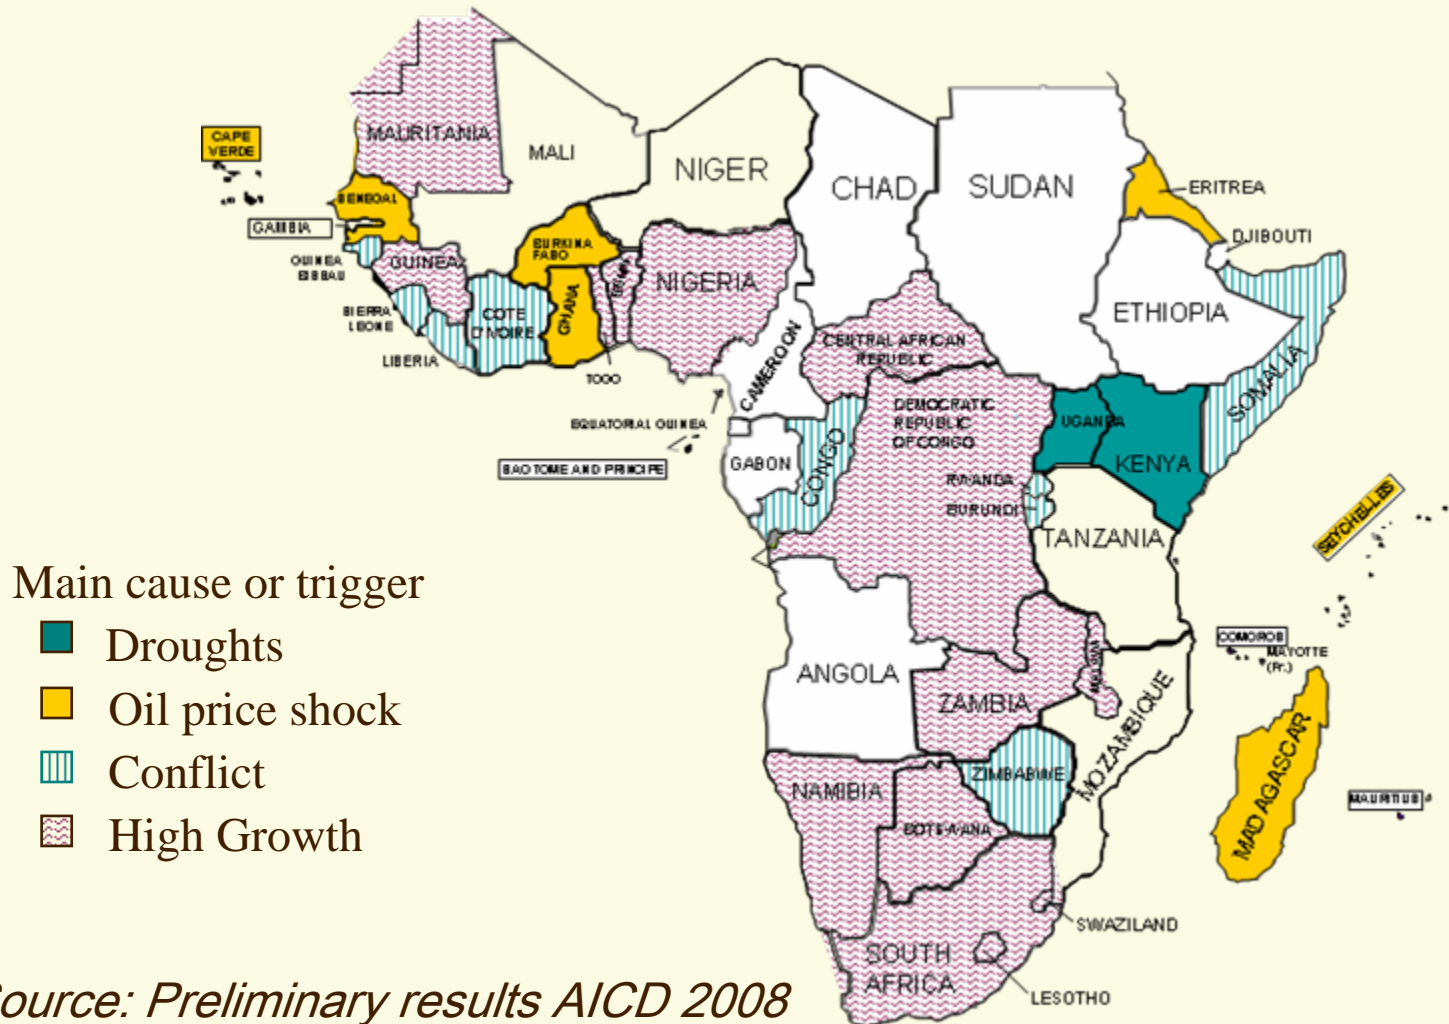 CAPE
VERDE
MAURITANIA
MALI
NIGER
CHAD
SUDAN
ERITREA
DJIBOUTI
SENEGAL
GAMBIA
GUINEA
BISSAU
GUINEA
BURKINA
FASO
NIGERIA
ETHIOPIA
SIERRA
LEONE
COTE
D'IVOIRE
GHANA
BENIN
LIBERIA
TOGO
CAMEROON
CENTRAL AFRICAN
REPUBLIC
SOMALIA
EQUATORIAL GUINEA
DEMOCRATIC
REPUBLIC
OF CONGO
UGANDA
KENYA
SAO TOME AND PRINCIPE
GABON
CONGO
RWANDA
BURUNDI
TANZANIA
SEYCHELLES
Main cause or trigger
Droughts
Oil price shock
Conflict
High Growth
COMOROS
MAYOTTE
(Fr.)
ANGOLA
ZAMBIA
MALAWI
MOZAMBIQUE
ZIMBABWE
NAMIBIA
BOTSWANA
MADAGASCAR
MAURITIUS
SWAZILAND
SOUTH
AFRICA
LESOTHO
Source: Preliminary results AICD 2008